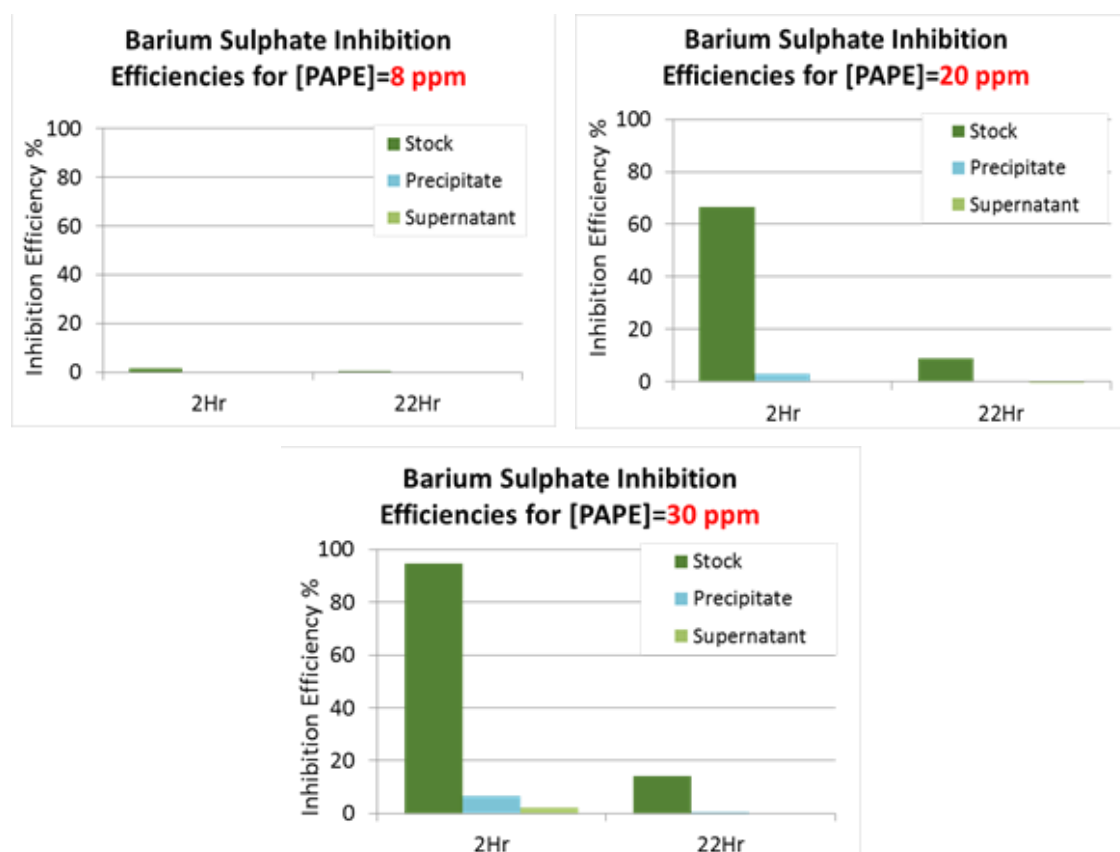 Barium Sulphate Inhibition
Efficiencies for [PAPE]=8 ppm
Inhibition Efficiency %
100
80
60
40
20
0
Stock
Precipitate
Supernatant
2Hr
22Hr
Barium Sulphate Inhibition
Efficiencies for [PAPE]=20 ppm
Inhibition Efficiency %
100
80
60
40
20
0
Stock
Precipitate
Supernatant
2Hr
22Hr
Barium Sulphate Inhibition
Efficiencies for [PAPE]=30 ppm
Inhibition Efficiency %
100
80
60
40
20
0
Stock
Precipitate
Supernatant
2Hr
22Hr